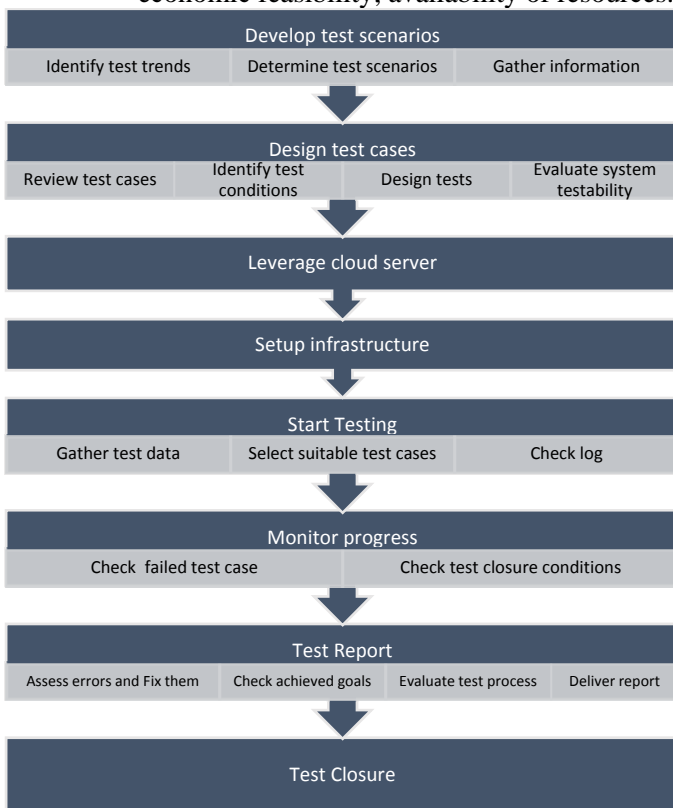 economic feasibility, availability of resources.
Develop test scenarios
Identify test trends Determine test scenarios Gather information
Design test cases
Review test cases Identify test conditions Design tests Evaluate system testability
Leverage cloud server
Setup infrastructure
Start Testing
Gather test data Select suitable test cases Check log
Monitor progress
Check failed test case Check test closure conditions
Test Report
Assess errors and Fix them Check achieved goals Evaluate test process Deliver report
Test Closure